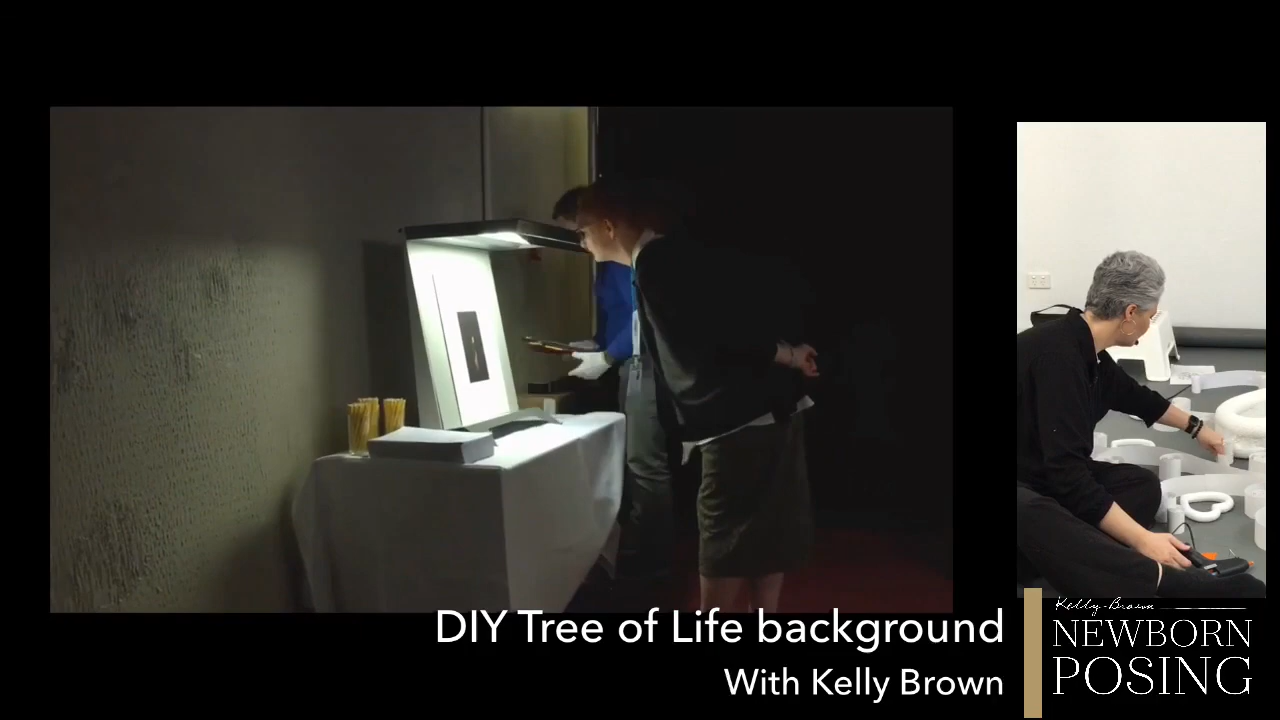 DIY Tree of Life background
With Kelly Brown
Kelly Brown
NEWBORN
POSING